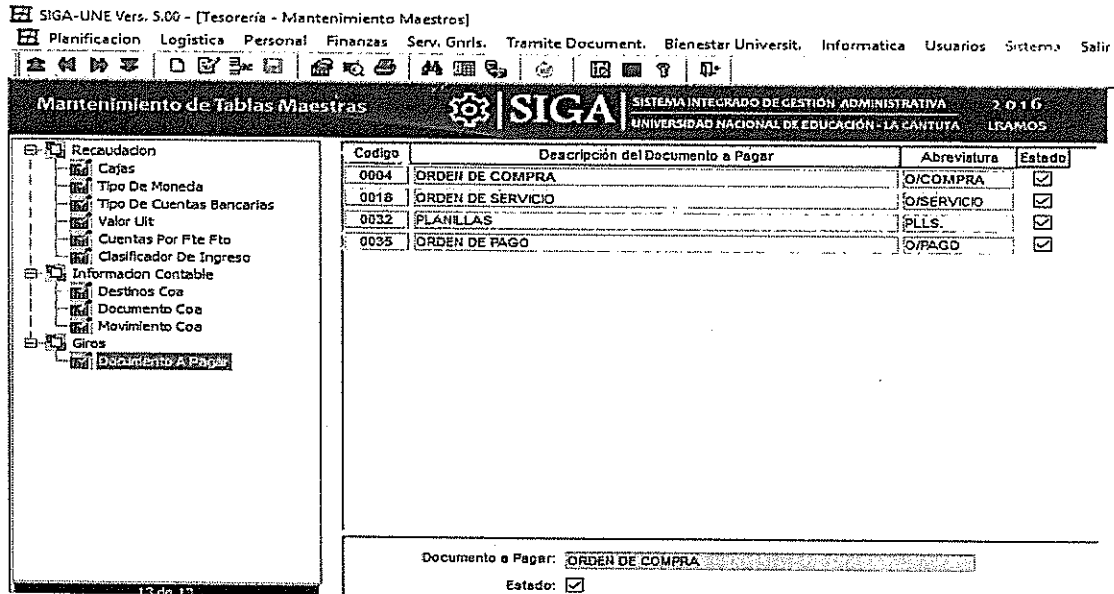 SIGA-UNE Vers. 5.00 - [Tesorería - Mantenimiento Maestros]
Planificacion Logistica Personal Finanzas Serv. Gnrls. Tramite Document. Bienestar Universit. Informatica Usuarios Sistema Salir
Mantenimiento de Tablas Maestras
SIGA
SISTEMA INTEGRADO DE GESTIÓN ADMINISTRATIVA 2016
UNIVERSIDAD NACIONAL DE EDUCACIÓN - LA CANTUTA LRAMOS
Recaudacion
Cajas
Tipo De Moneda
Tipo De Cuentas Bancarias
Valor Uit
Cuentas Por Fte Fto
Clasificador De Ingreso
Informacion Contable
Destinos Coa
Documento Coa
Movimiento Coa
Giros
Documento A Pagar
13 de 13
Codigo Descripción del Documento a Pagar Abreviatura Estado
0004 ORDEN DE COMPRA O/COMPRA
0018 ORDEN DE SERVICIO O/SERVICIO
0032 PLANILLAS PLLS.
0035 ORDEN DE PAGO O/PAGO
Documento a Pagar: ORDEN DE COMPRA
Estado: